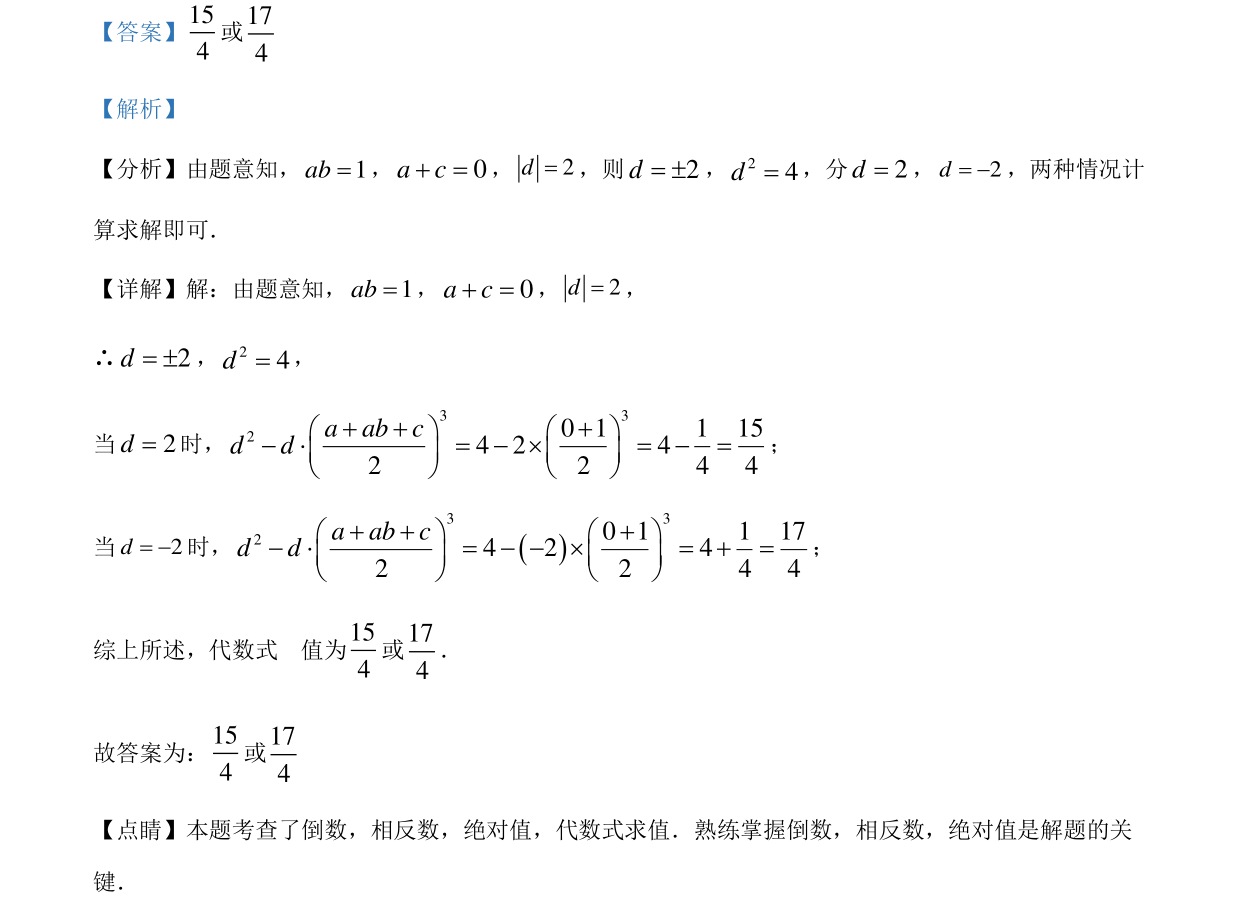 【答案】15/4 或 17/4
【解析】
【分析】由题意知，ab=1，a+c=0，|d|=2，则d=±2，d²=4，分d=2，d=−2，两种情况计
算求解即可．
【详解】解：由题意知，ab=1，a+c=0，|d|=2，
∴d=±2，d²=4，
当d=2时，d²−d·((a+ab+c)/2)³=4−2×((0+1)/2)³=4−1/4=15/4；
当d=−2时，d²−d·((a+ab+c)/2)³=4−(−2)×((0+1)/2)³=4+1/4=17/4；
综上所述，代数式　值为15/4 或 17/4．
故答案为：15/4 或 17/4
【点睛】本题考查了倒数，相反数，绝对值，代数式求值．熟练掌握倒数，相反数，绝对值是解题的关
键．